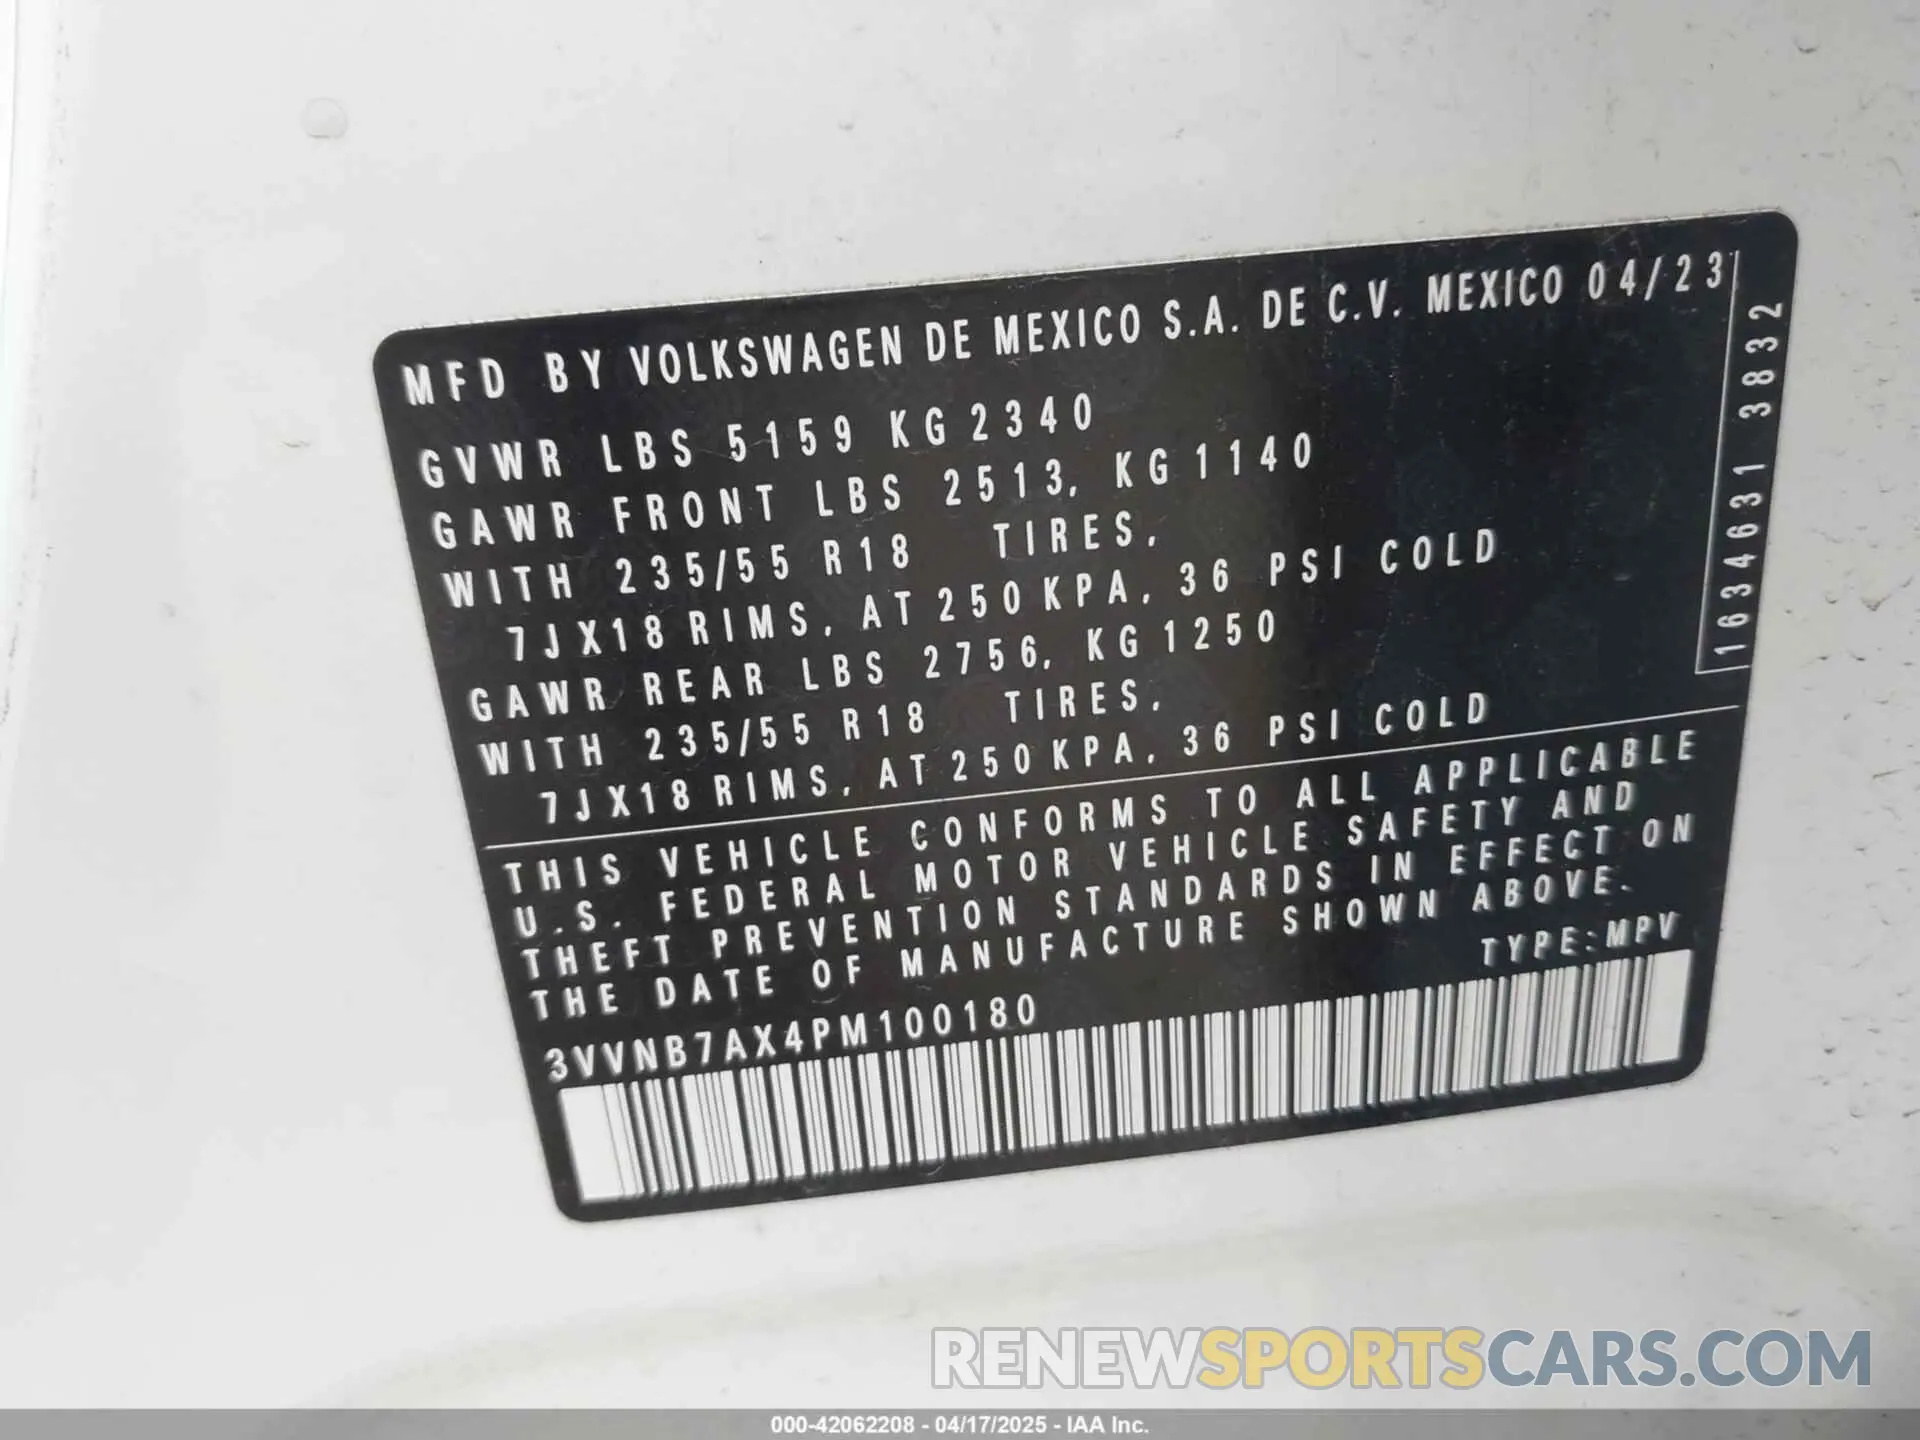 MFD BY VOLKSWAGEN DE MEXICO S.A. DE C.V. MEXICO 04/23
GVWR LBS 5159 KG 2340
GAWR FRONT LBS 2513, KG 1140
WITH 235/55 R18 TIRES,
7JX18 RIMS, AT 250 KPA, 36 PSI COLD
GAWR REAR LBS 2756, KG 1250
WITH 235/55 R18 TIRES,
7JX18 RIMS, AT 250 KPA, 36 PSI COLD
1634631 3832
THIS VEHICLE CONFORMS TO ALL APPLICABLE
U.S. FEDERAL MOTOR VEHICLE SAFETY AND
THEFT PREVENTION STANDARDS IN EFFECT ON
THE DATE OF MANUFACTURE SHOWN ABOVE.
TYPE:MPV
3VVNB7AX4PM100180
RENEWSPORTSCARS.COM
000-42062208 - 04/17/2025 - IAA Inc.